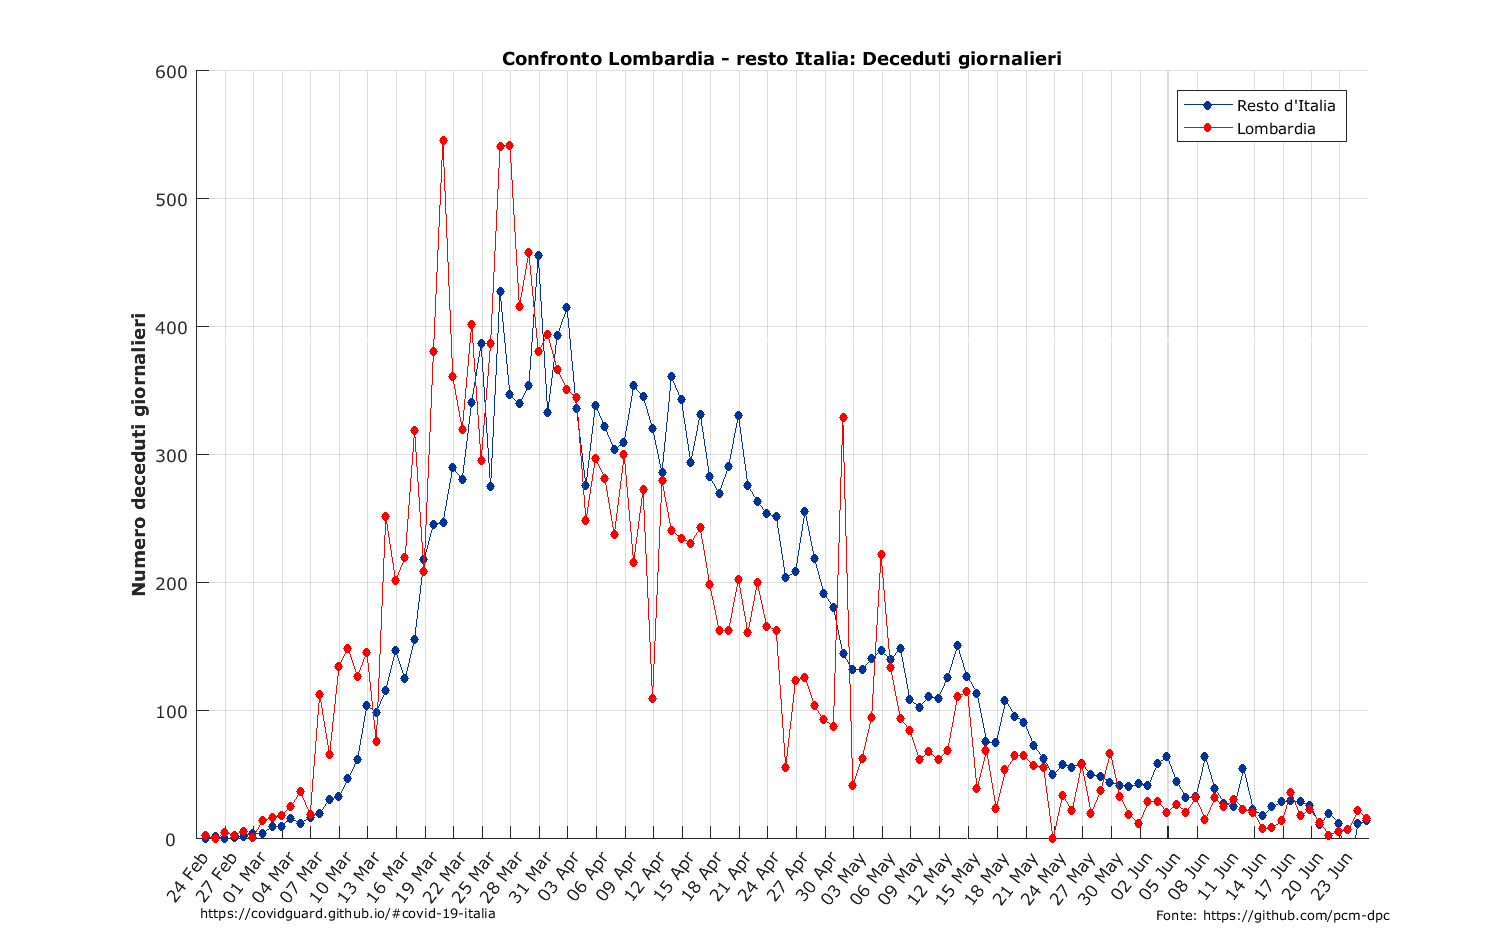 Confronto Lombardia - resto Italia: Deceduti giornalieri
600
500
400
300
200
100
0
Numero deceduti giornalieri
Resto d'Italia
Lombardia
24 Feb
27 Feb
01 Mar
04 Mar
07 Mar
10 Mar
13 Mar
16 Mar
19 Mar
22 Mar
25 Mar
28 Mar
31 Mar
03 Apr
06 Apr
09 Apr
12 Apr
15 Apr
18 Apr
21 Apr
24 Apr
27 Apr
30 Apr
03 May
06 May
09 May
12 May
15 May
18 May
21 May
24 May
27 May
30 May
02 Jun
05 Jun
08 Jun
11 Jun
14 Jun
17 Jun
20 Jun
23 Jun
https://covidguard.github.io/#covid-19-italia
Fonte: https://github.com/pcm-dpc